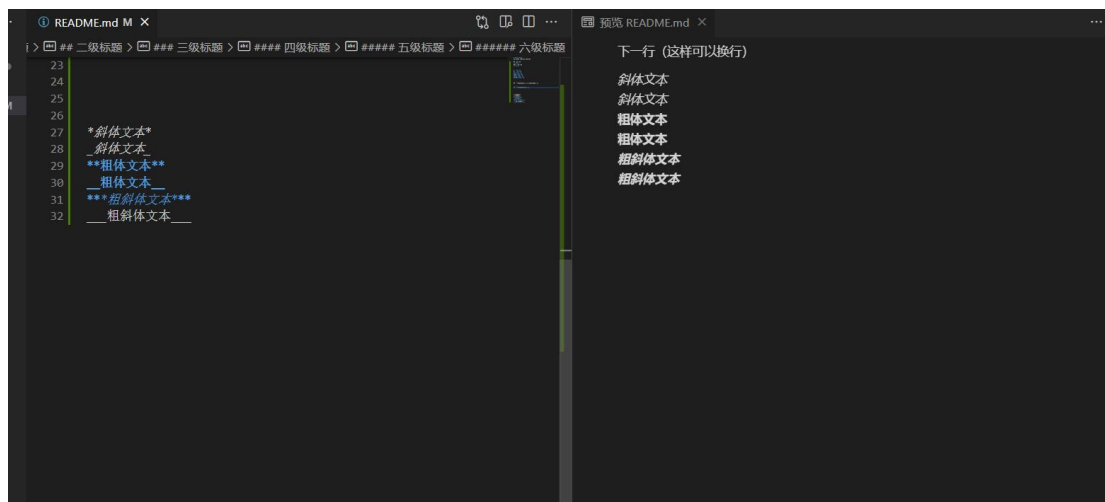 README.md M ×
> ## 二级标题 > ### 三级标题 > #### 四级标题 > ##### 五级标题 > ###### 六级标题
23
24
25
26
27 *斜体文本*
28 _斜体文本_
29 **粗体文本**
30 __粗体文本__
31 ***粗斜体文本***
32 ___粗斜体文本___
预览 README.md ×
下一行（这样可以换行）
斜体文本
斜体文本
粗体文本
粗体文本
粗斜体文本
粗斜体文本